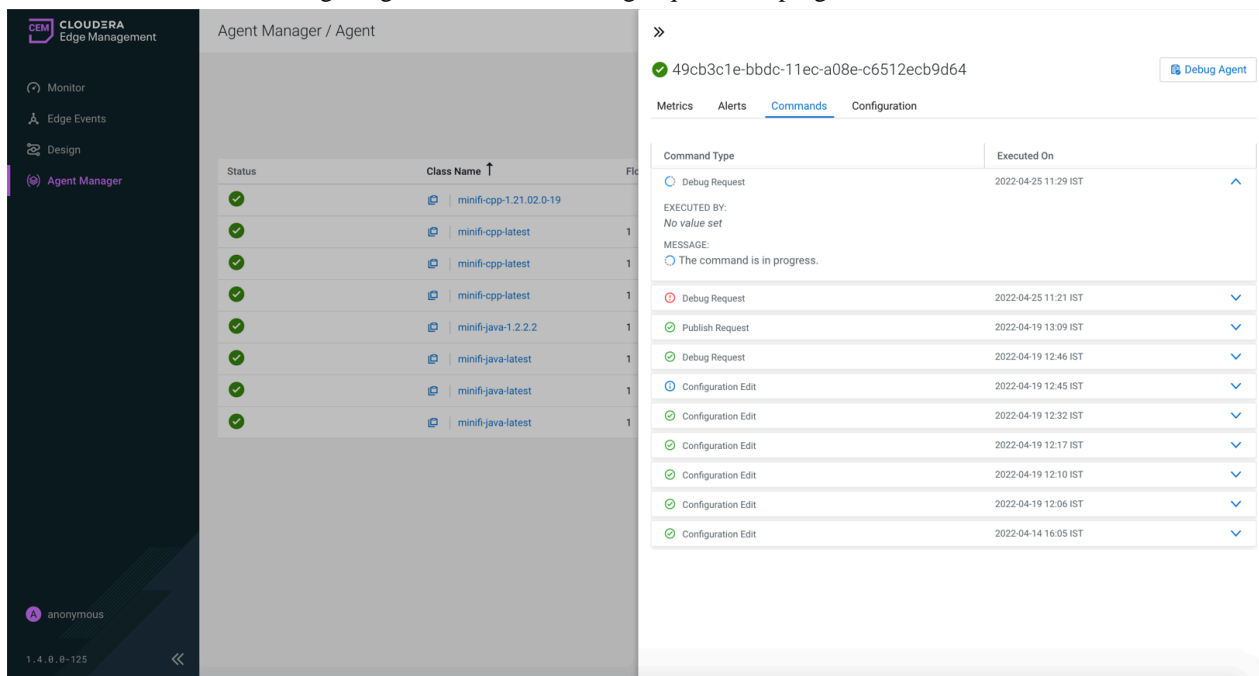 CEM CLOUDERA
Edge Management
Monitor
Edge Events
Design
Agent Manager
A anonymous
1.4.0.0-125
Agent Manager / Agent
Status Class Name Flo
minifi-cpp-1.21.02.0-19
minifi-cpp-latest 1
minifi-cpp-latest 1
minifi-cpp-latest 1
minifi-java-1.2.2.2 1
minifi-java-latest 1
minifi-java-latest 1
minifi-java-latest 1
49cb3c1e-bbdc-11ec-a08e-c6512ecb9d64
Debug Agent
Metrics Alerts Commands Configuration
Command Type Executed On
Debug Request 2022-04-25 11:29 IST
EXECUTED BY:
No value set
MESSAGE:
The command is in progress.
Debug Request 2022-04-25 11:21 IST
Publish Request 2022-04-19 13:09 IST
Debug Request 2022-04-19 12:46 IST
Configuration Edit 2022-04-19 12:45 IST
Configuration Edit 2022-04-19 12:32 IST
Configuration Edit 2022-04-19 12:17 IST
Configuration Edit 2022-04-19 12:10 IST
Configuration Edit 2022-04-19 12:06 IST
Configuration Edit 2022-04-14 16:05 IST